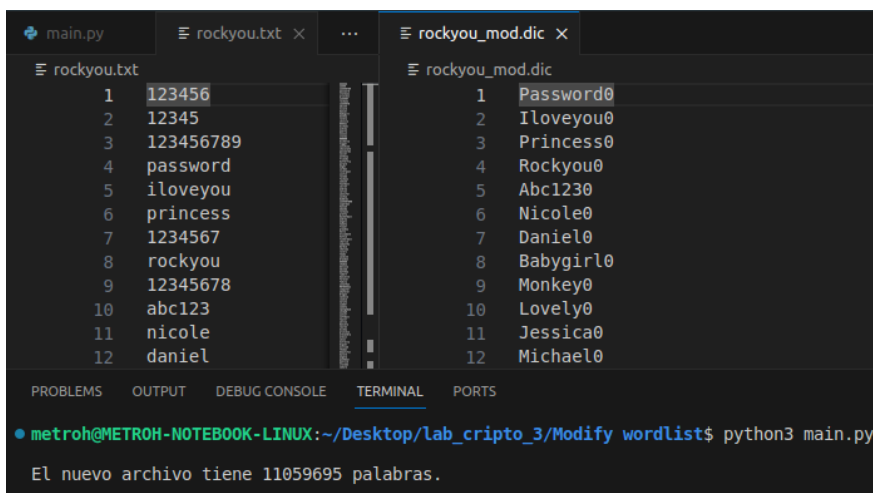 main.py rockyou.txt × ... rockyou_mod.dic ×
rockyou.txt
1 123456
2 12345
3 123456789
4 password
5 iloveyou
6 princess
7 1234567
8 rockyou
9 12345678
10 abc123
11 nicole
12 daniel
rockyou_mod.dic
1 Password0
2 Iloveyou0
3 Princess0
4 Rockyou0
5 Abc1230
6 Nicole0
7 Daniel0
8 Babygirl0
9 Monkey0
10 Lovely0
11 Jessica0
12 Michael0
PROBLEMS OUTPUT DEBUG CONSOLE TERMINAL PORTS
metroh@METROH-NOTEBOOK-LINUX:~/Desktop/lab_cripto_3/Modify wordlist$ python3 main.py
El nuevo archivo tiene 11059695 palabras.